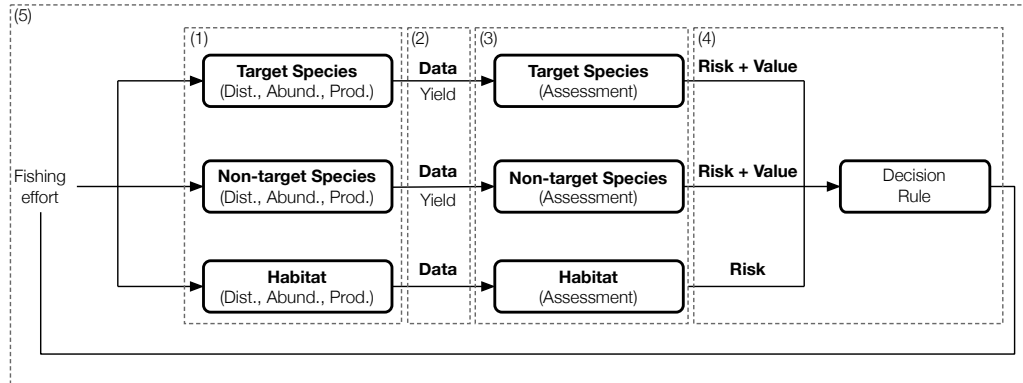 (5)
(1)
(2)
(3)
(4)
Target Species
(Dist., Abund., Prod.)
Data
Yield
Target Species
(Assessment)
Risk + Value
Fishing
effort
Non-target Species
(Dist., Abund., Prod.)
Data
Yield
Non-target Species
(Assessment)
Risk + Value
Decision
Rule
Habitat
(Dist., Abund., Prod.)
Data
Habitat
(Assessment)
Risk